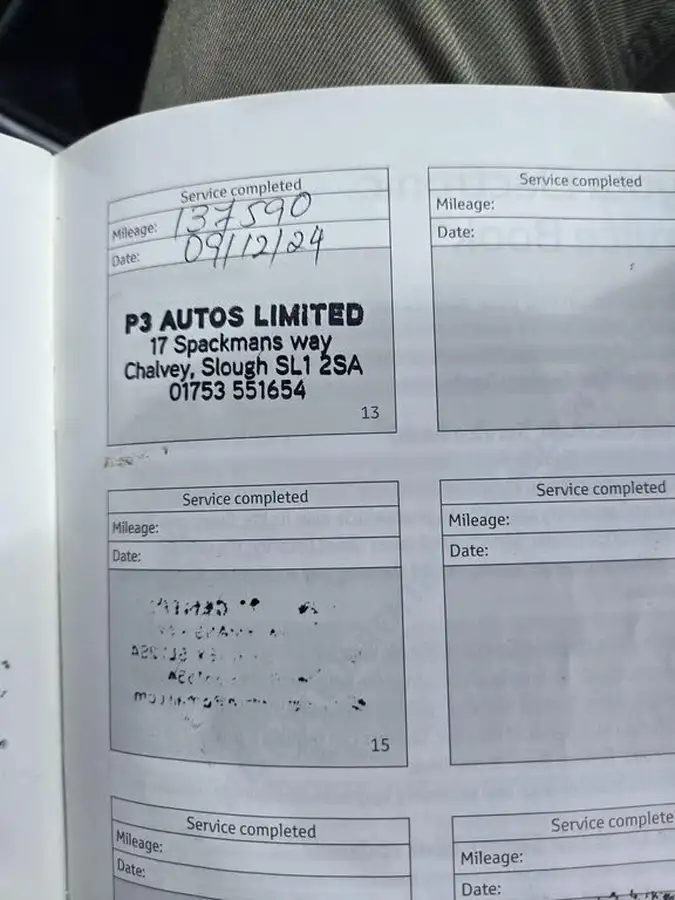 Service completed
Mileage: 137590
Date: 09/12/24
P3 AUTOS LIMITED
17 Spackmans way
Chalvey, Slough SL1 2SA
01753 551654
13
Service completed
Mileage:
Date:
Service completed
Mileage:
Date:
15
Service completed
Mileage:
Date:
Service completed
Mileage:
Date:
Service complete
Mileage:
Date: